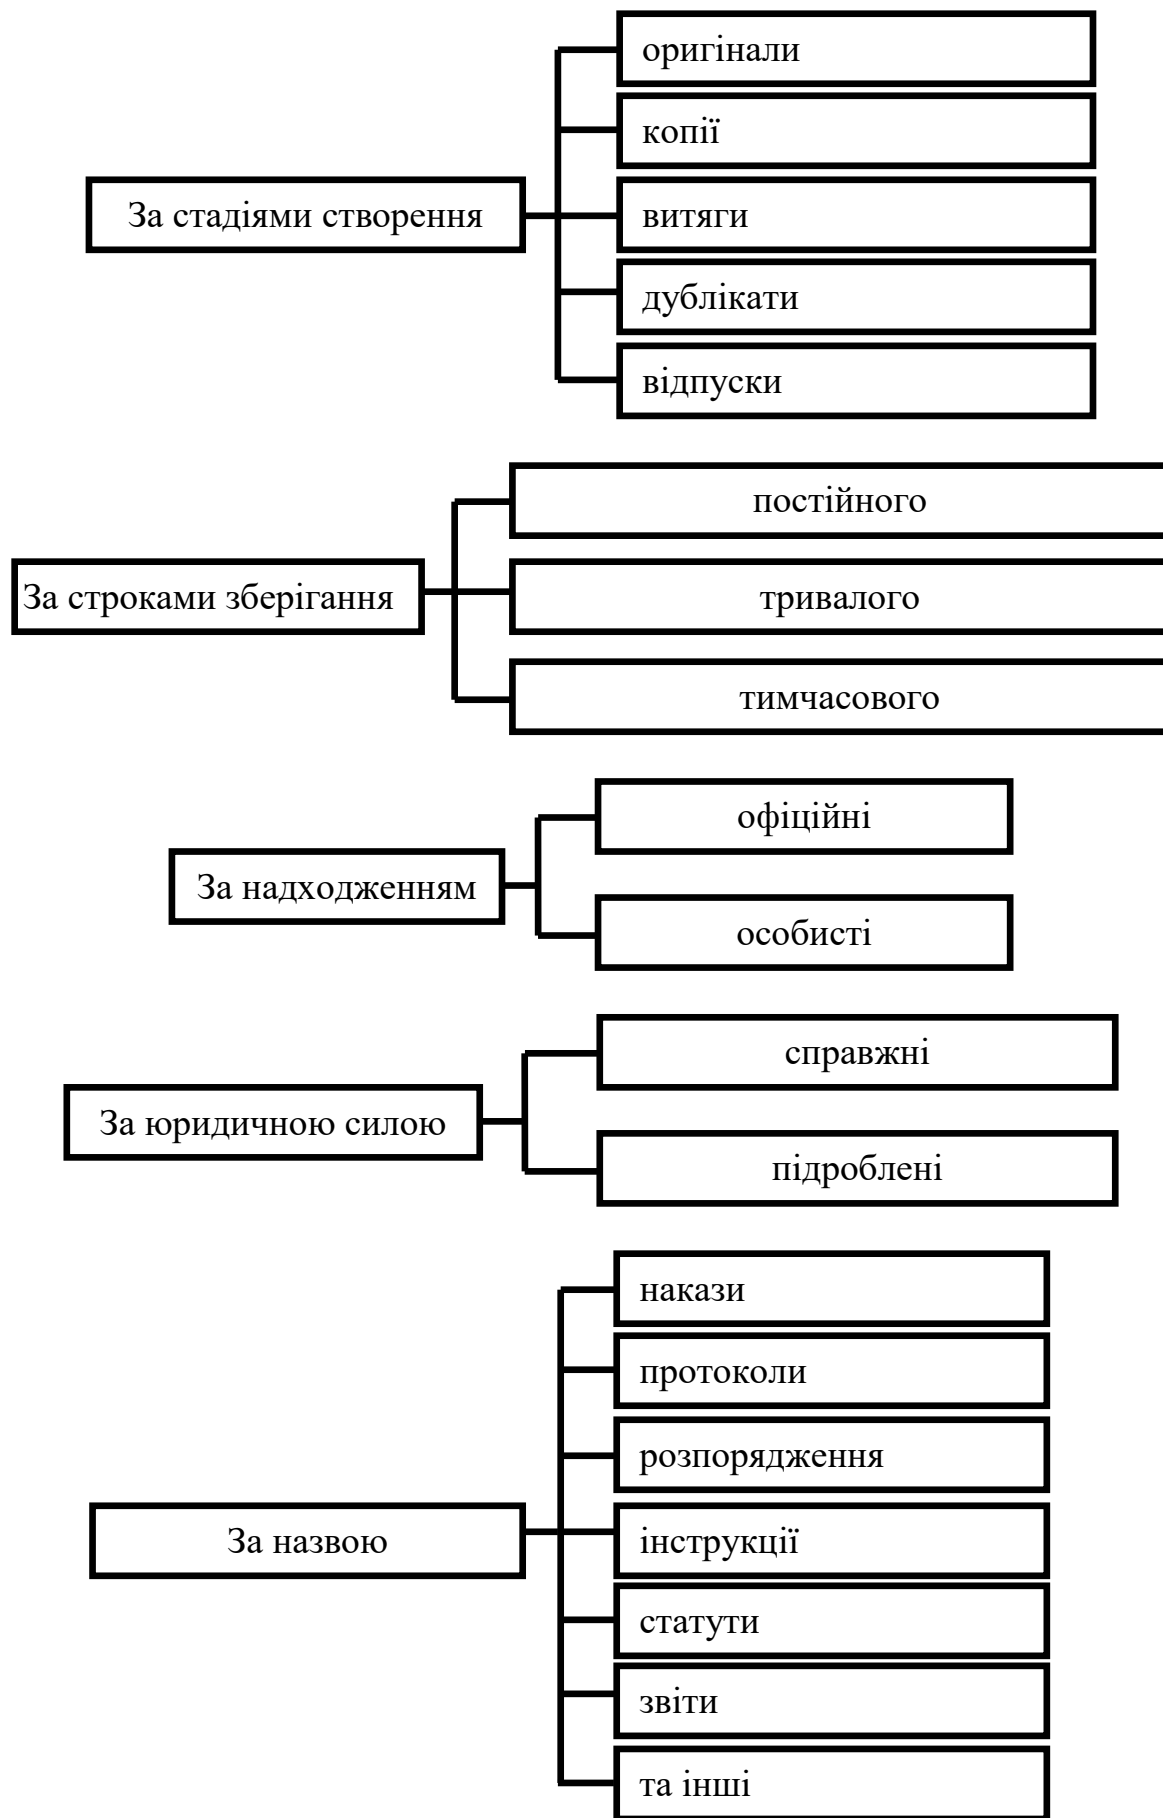 За стадіями створення
оригінали
копії
витяги
дублікати
відпуски
За строками зберігання
постійного
тривалого
тимчасового
За надходженням
офіційні
особисті
За юридичною силою
справжні
підроблені
За назвою
накази
протоколи
розпорядження
інструкції
статути
звіти
та інші